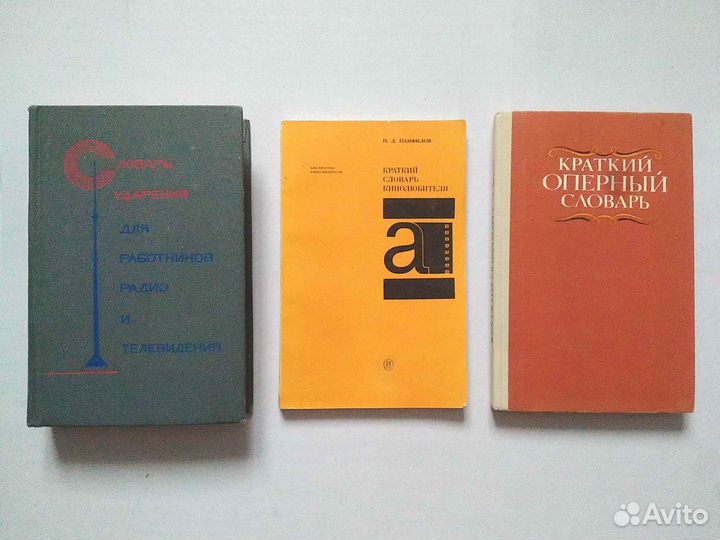 Словарь
ударений
для
работников
радио
и
телевидения
Н. Д. ПАНФИЛОВ
БИБЛИОТЕКА
КИНОЛЮБИТЕЛЯ
КРАТКИЙ
СЛОВАРЬ
КИНОЛЮБИТЕЛЯ
а
И
КРАТКИЙ
ОПЕРНЫЙ
СЛОВАРЬ
Avito